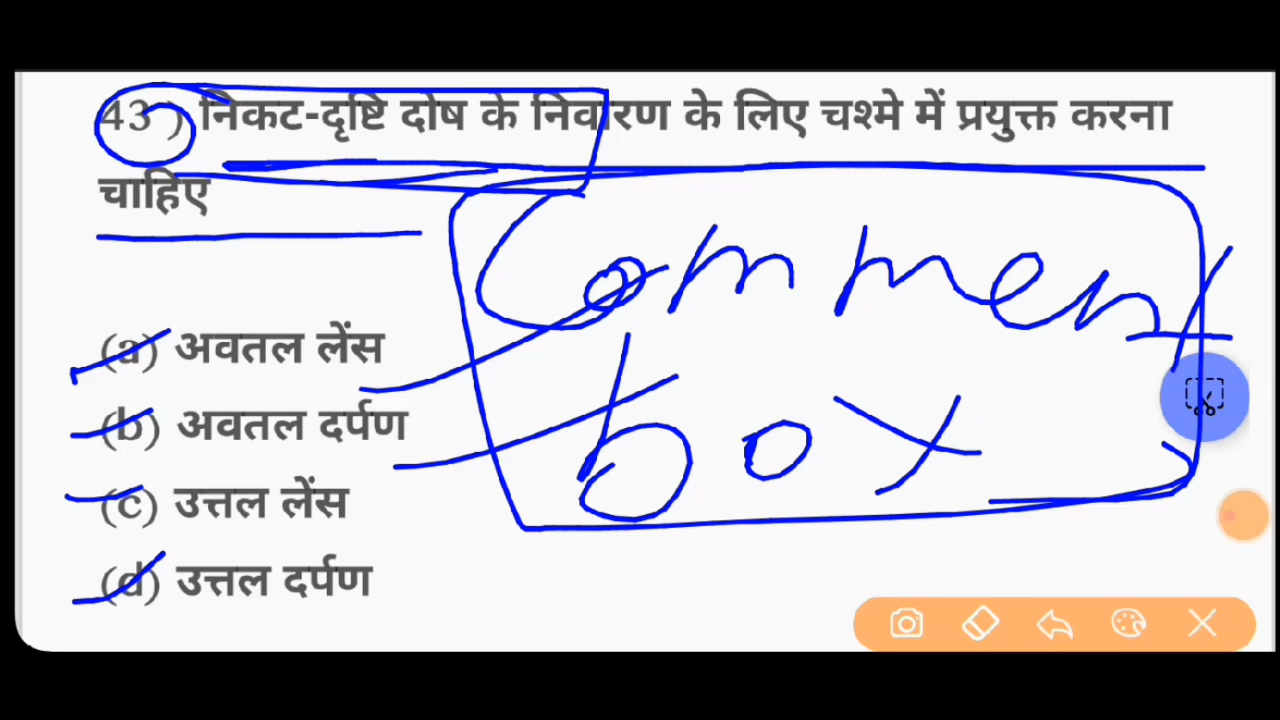 43 ) निकट-दृष्टि दोष के निवारण के लिए चश्मे में प्रयुक्त करना
चाहिए
Comment
box
(a) अवतल लेंस
(b) अवतल दर्पण
(c) उत्तल लेंस
(d) उत्तल दर्पण